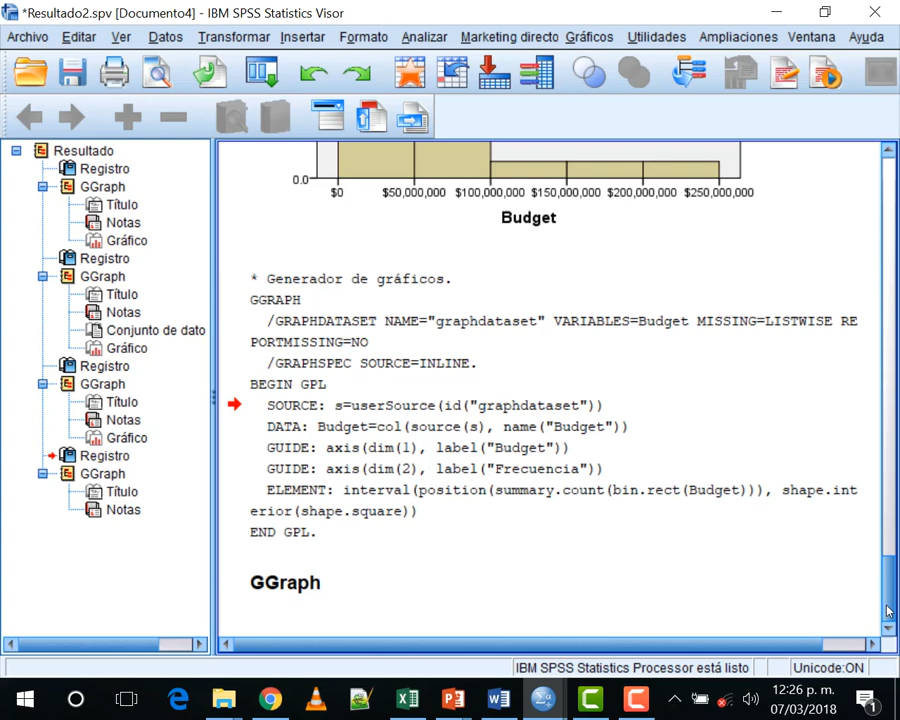 *Resultado2.spv [Documento4] - IBM SPSS Statistics Visor
Archivo Editar Ver Datos Transformar Insertar Formato Analizar Marketing directo Gráficos Utilidades Ampliaciones Ventana Ayuda
Resultado
Registro
GGraph
Título
Notas
Gráfico
Registro
GGraph
Título
Notas
Conjunto de dato
Gráfico
Registro
GGraph
Título
Notas
Gráfico
Registro
GGraph
Título
Notas
0.0
$0 $50,000,000 $100,000,000 $150,000,000 $200,000,000 $250,000,000
Budget
* Generador de gráficos.
GGRAPH
/GRAPHDATASET NAME="graphdataset" VARIABLES=Budget MISSING=LISTWISE RE
PORTMISSING=NO
/GRAPHSPEC SOURCE=INLINE.
BEGIN GPL
SOURCE: s=userSource(id("graphdataset"))
DATA: Budget=col(source(s), name("Budget"))
GUIDE: axis(dim(1), label("Budget"))
GUIDE: axis(dim(2), label("Frecuencia"))
ELEMENT: interval(position(summary.count(bin.rect(Budget))), shape.int
erior(shape.square))
END GPL.
GGraph
IBM SPSS Statistics Processor está listo
Unicode:ON
12:26 p. m.
07/03/2018
1